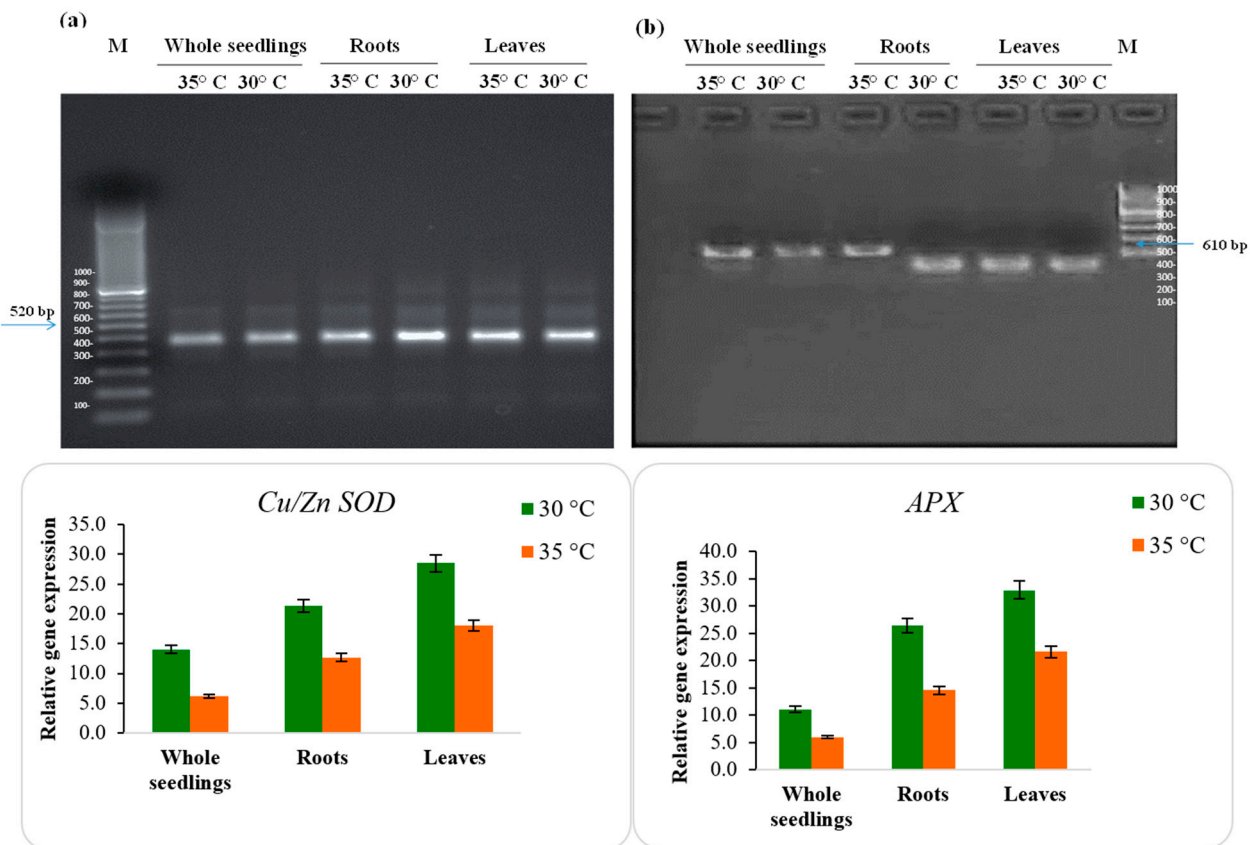 (a)
M Whole seedlings Roots Leaves
35° C 30° C 35° C 30° C 35° C 30° C
1000-
900-
800-
700-
600-
500-
400-
300-
200-
100-
520 bp
(b)
Whole seedlings Roots Leaves M
35° C 30° C 35° C 30° C 35° C 30° C
1000
900-
800-
700-
600-
500-
400-
300-
200-
100-
610 bp
Cu/Zn SOD
30 °C
35 °C
Relative gene expression
35.0
30.0
25.0
20.0
15.0
10.0
5.0
0.0
Whole
seedlings
Roots
Leaves
APX
30 °C
35 °C
Relative gene expression
40.0
35.0
30.0
25.0
20.0
15.0
10.0
5.0
0.0
Whole
seedlings
Roots
Leaves